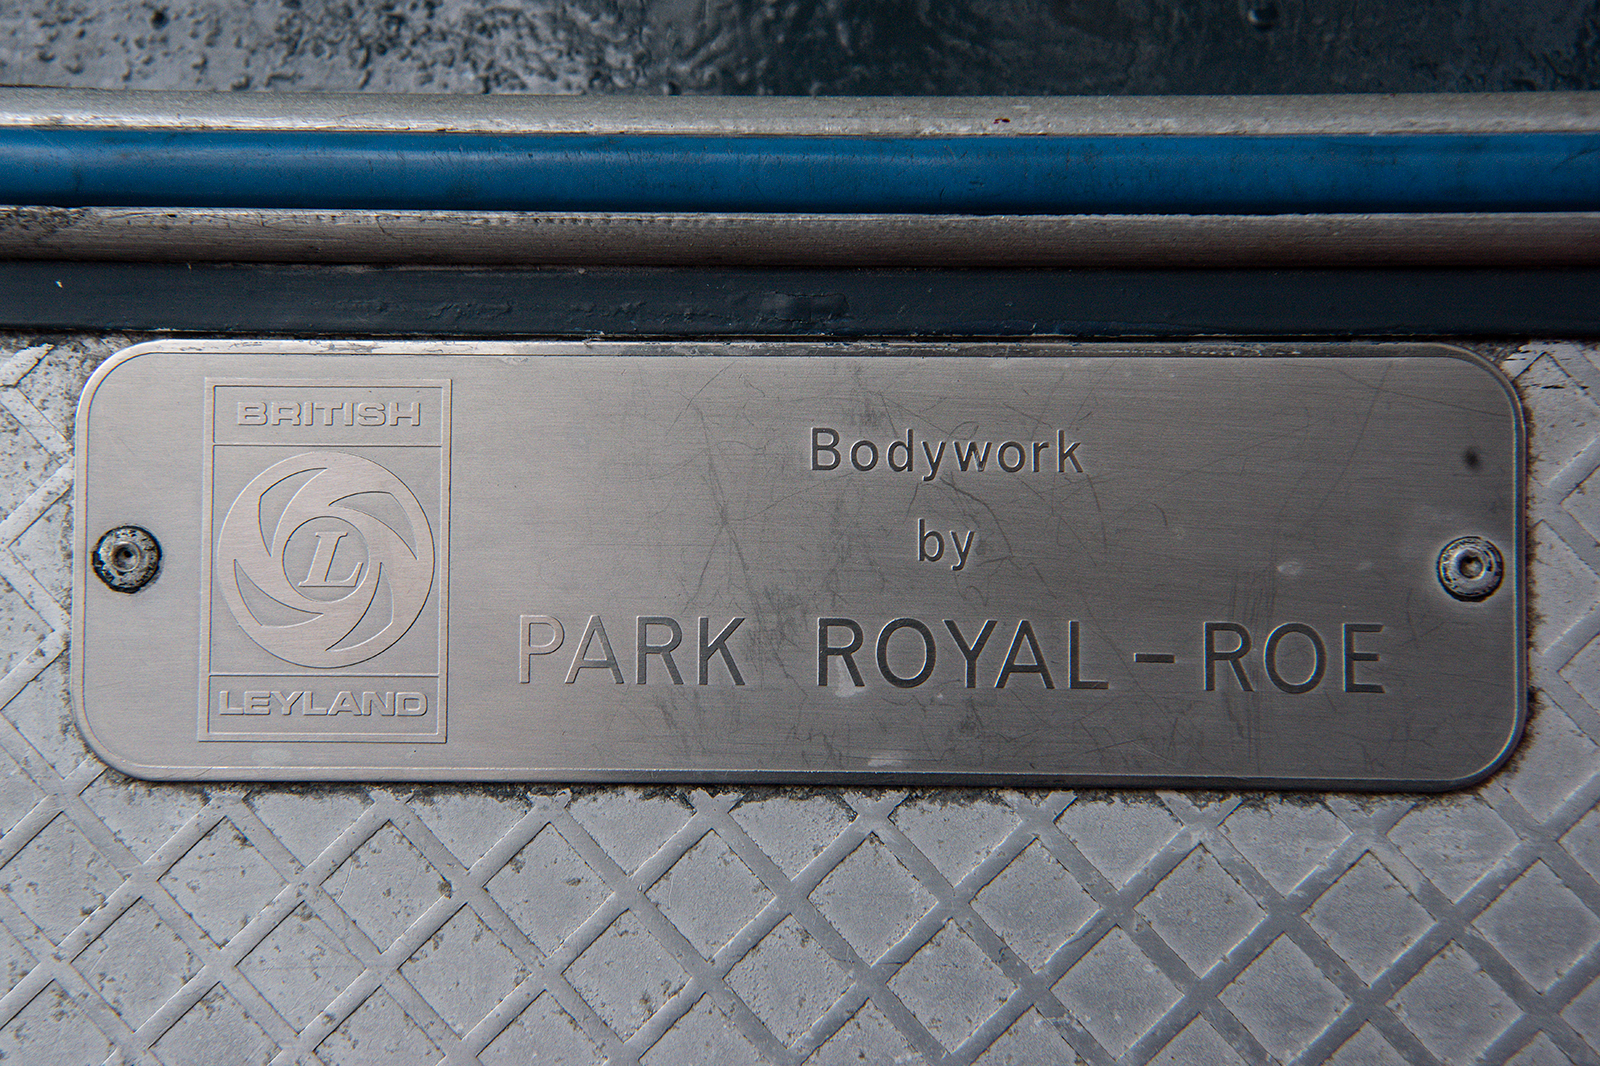 BRITISH
L
LEYLAND
Bodywork
by
PARK ROYAL-ROE